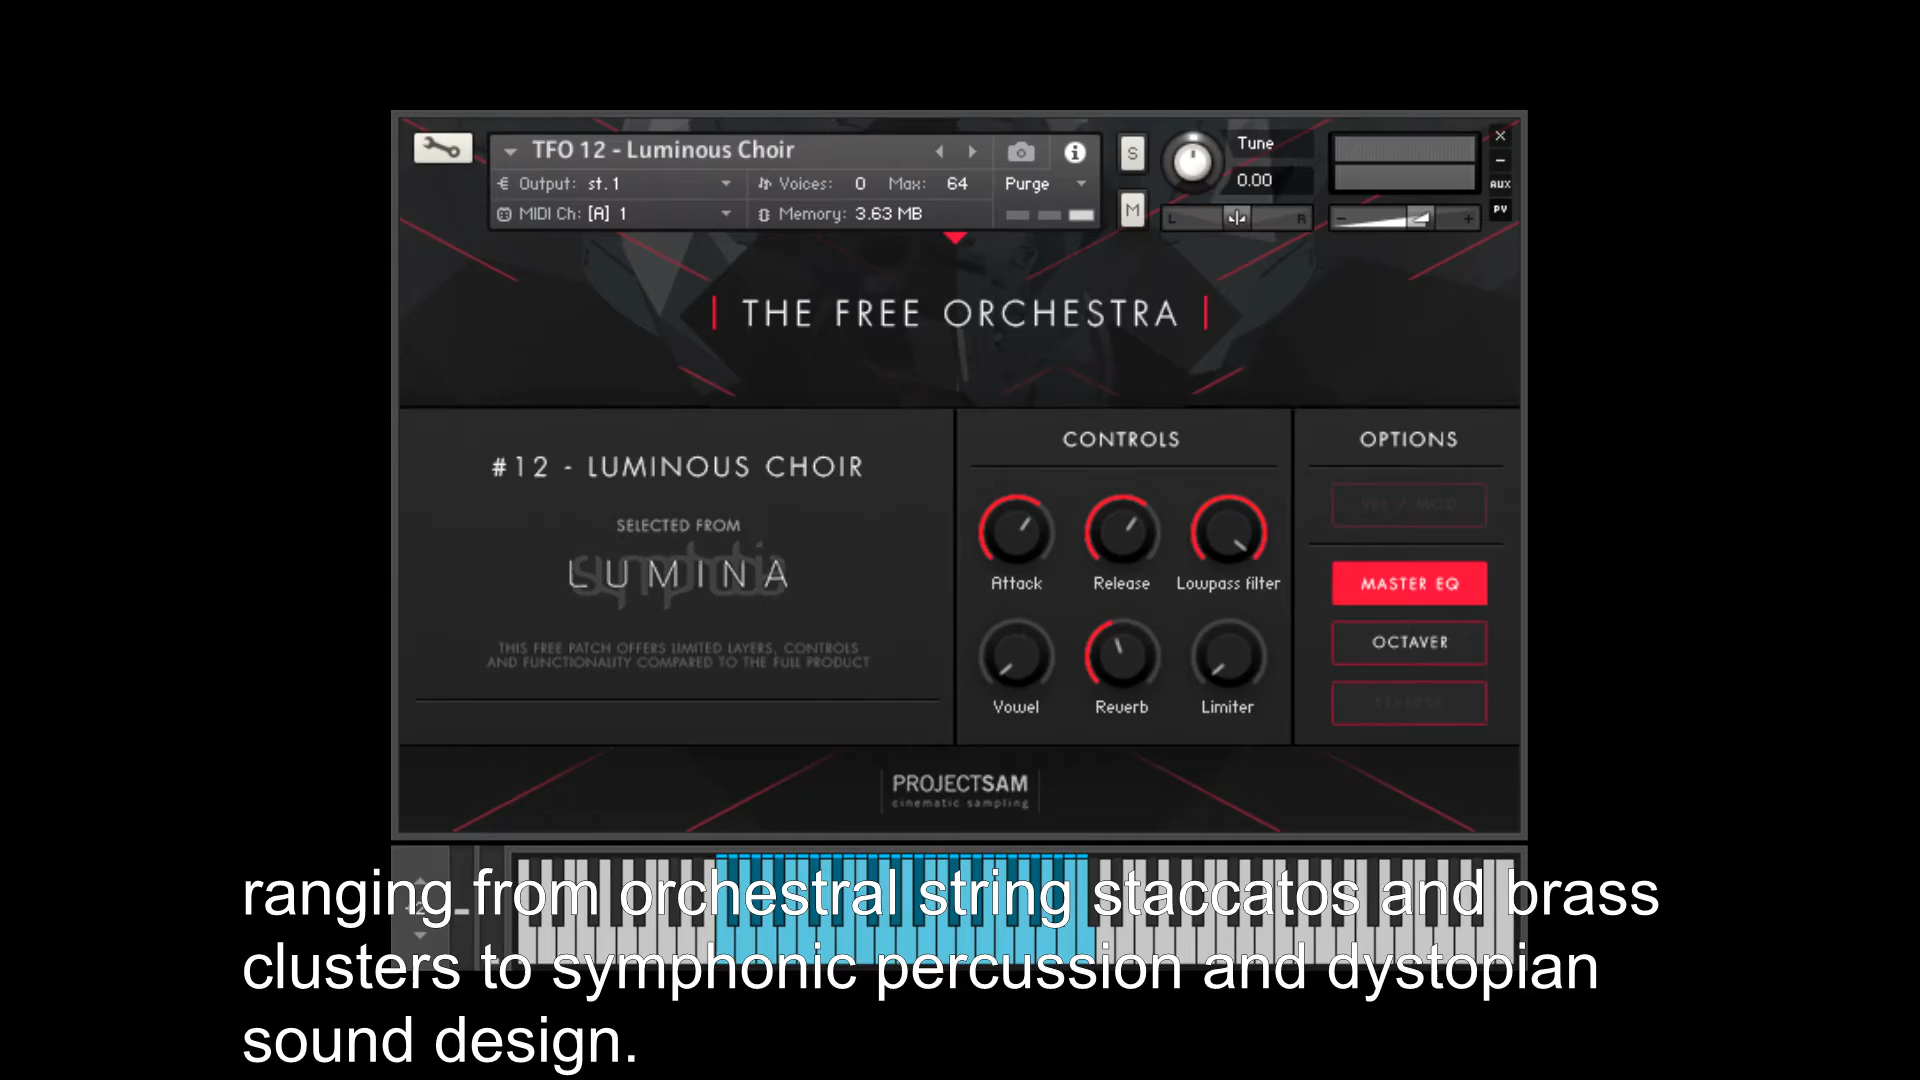 TFO 12 - Luminous Choir
Output: st. 1
Voices: 0 Max: 64
Purge
MIDI Ch: [A] 1
Memory: 3.63 MB
S
M
Tune
0.00
L
R
AUX
PV
THE FREE ORCHESTRA
#12 - LUMINOUS CHOIR
SELECTED FROM
symphobia
LUMINA
THIS FREE PATCH OFFERS LIMITED LAYERS, CONTROLS
AND FUNCTIONALITY COMPARED TO THE FULL PRODUCT
CONTROLS
Attack
Release
Lowpass filter
Vowel
Reverb
Limiter
OPTIONS
VEL / MOD
MASTER EQ
OCTAVER
REVERSE
PROJECTSAM
cinematic sampling
ranging from orchestral string staccatos and brass
clusters to symphonic percussion and dystopian
sound design.